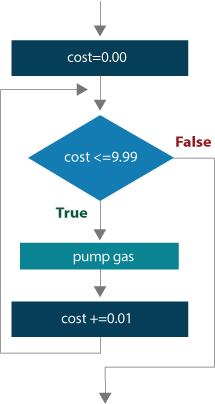 cost=0.00
cost <=9.99
False
True
pump gas
cost +=0.01